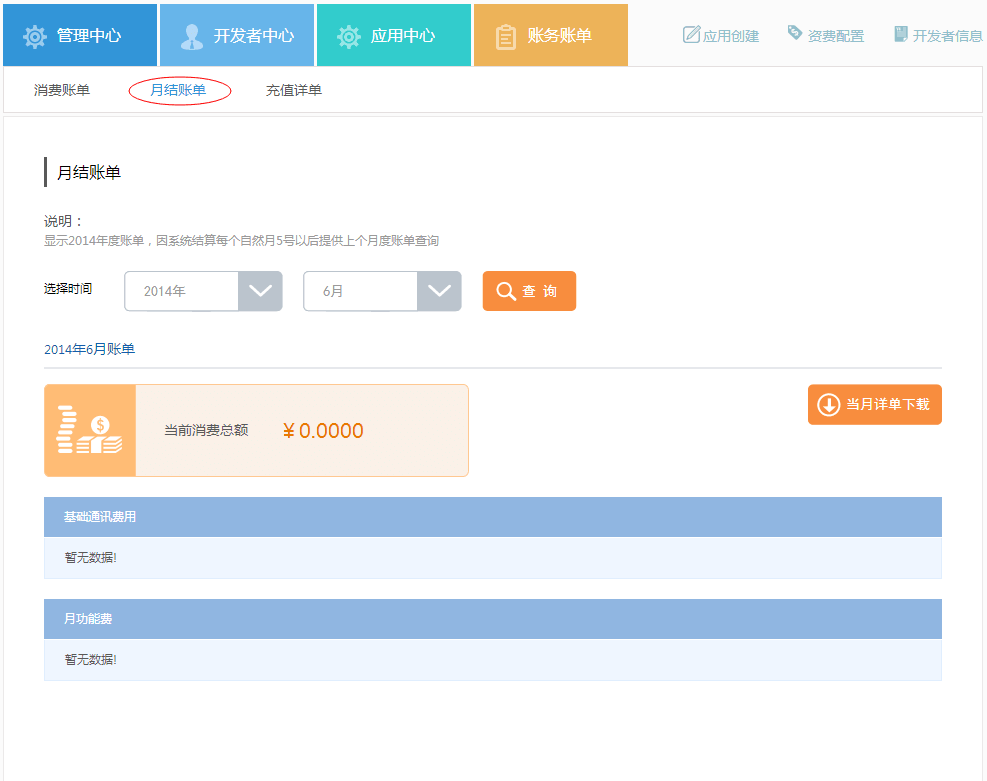 管理中心 开发者中心 应用中心 账务账单 应用创建 资费配置 开发者信息
消费账单 月结账单 充值详单
月结账单
说明：
显示2014年度账单，因系统结算每个自然月5号以后提供上个月度账单查询
选择时间 2014年 6月 查 询
2014年6月账单
当月详单下载
当前消费总额 ￥0.0000
基础通讯费用
暂无数据!
月功能费
暂无数据!